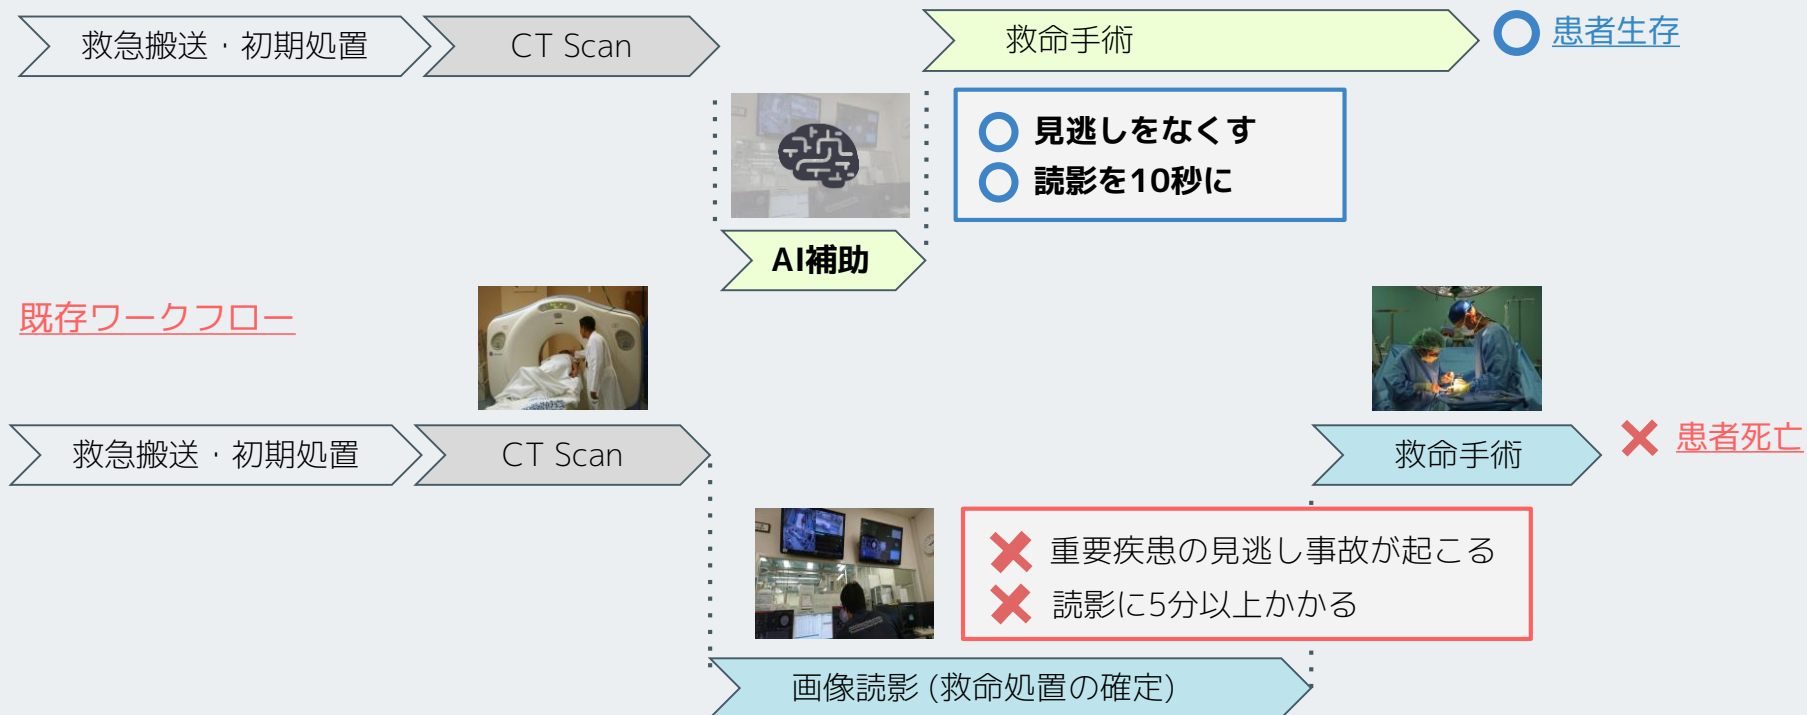 救急搬送・初期処置
CT Scan
救命手術
患者生存
見逃しをなくす
読影を10秒に
AI補助
既存ワークフロー
救急搬送・初期処置
CT Scan
救命手術
患者死亡
重要疾患の見逃し事故が起こる
読影に5分以上かかる
画像読影 (救命処置の確定)